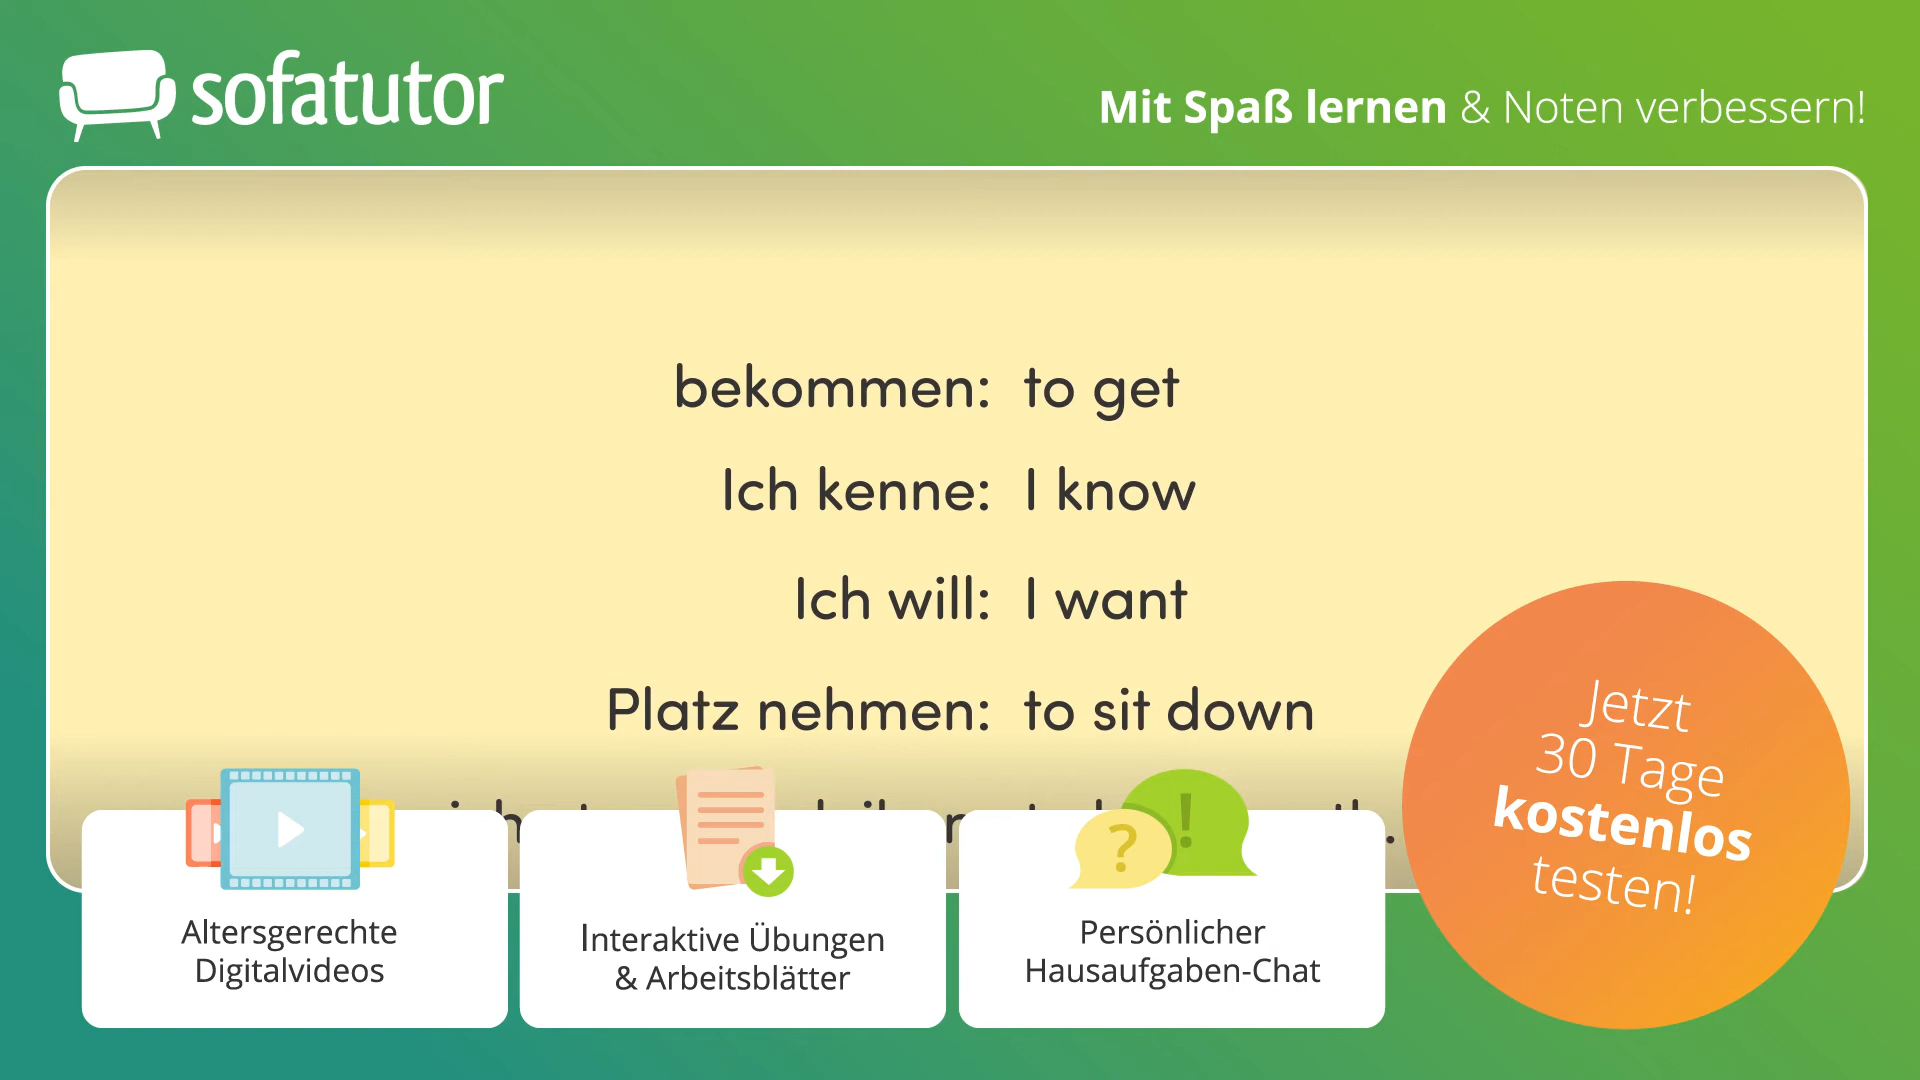 sofatutor
Mit Spaß lernen & Noten verbessern!
bekommen: to get
Ich kenne: I know
Ich will: I want
Platz nehmen: to sit down
Jetzt
30 Tage
kostenlos
testen!
Altersgerechte
Digitalvideos
Interaktive Übungen
& Arbeitsblätter
Persönlicher
Hausaufgaben-Chat